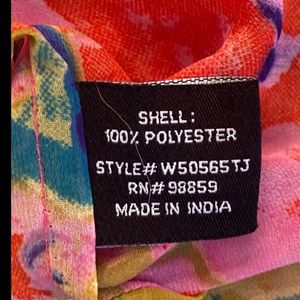 SHELL:
100% POLYESTER
STYLE# W50565TJ
RN# 98859
MADE IN INDIA